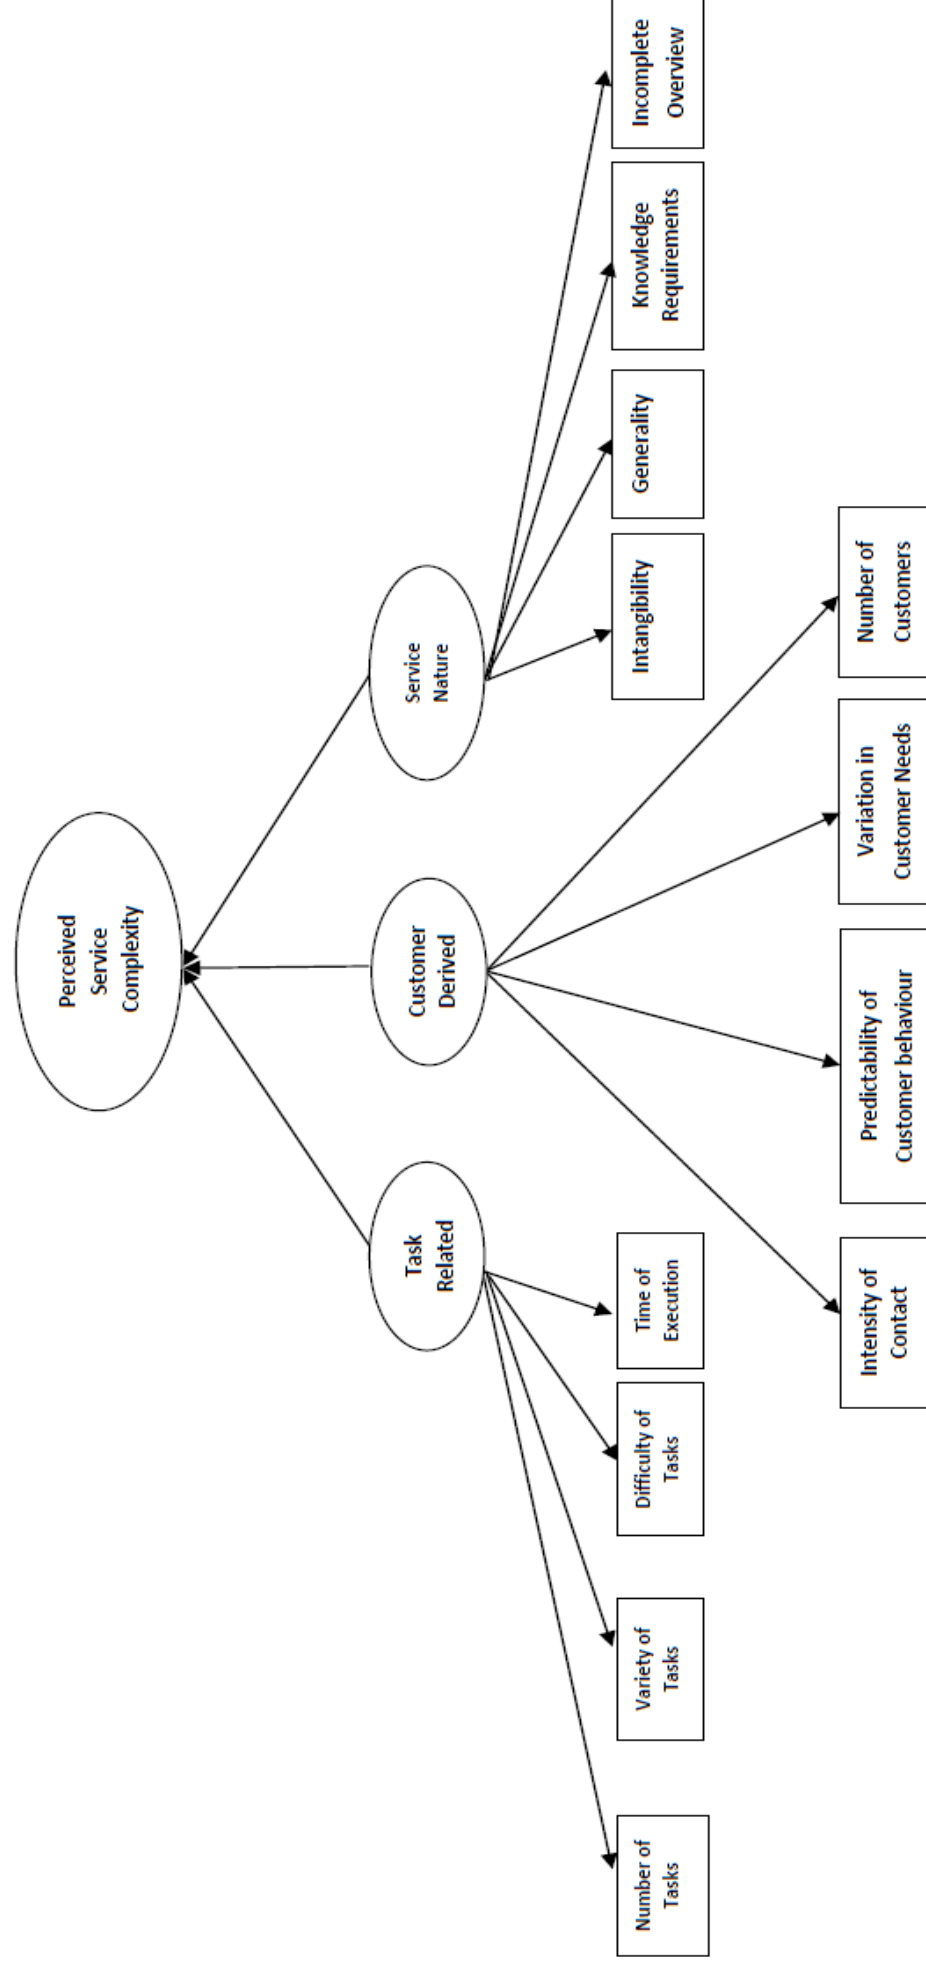 Perceived
Service
Complexity
Task
Related
Customer
Derived
Service
Nature
Number of
Tasks
Variety of
Tasks
Difficulty of
Tasks
Time of
Execution
Intangibility
Generality
Knowledge
Requirements
Incomplete
Overview
Intensity of
Contact
Predictability of
Customer behaviour
Variation in
Customer Needs
Number of
Customers